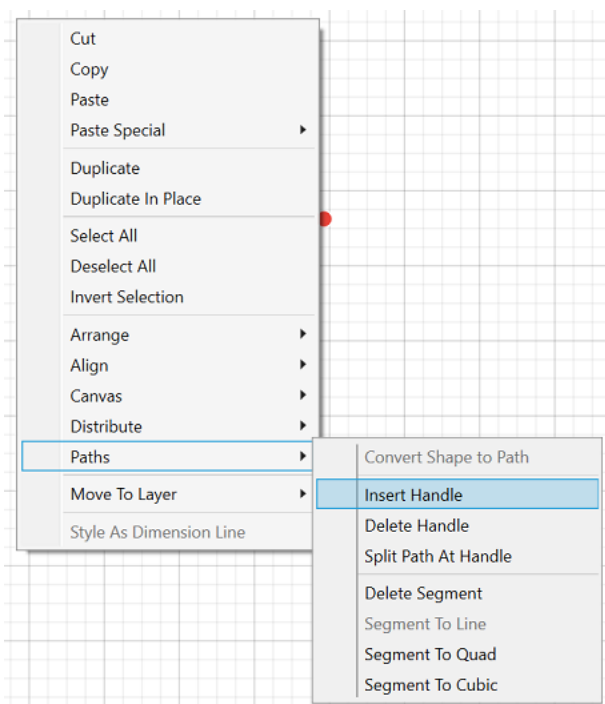 Cut
Copy
Paste
Paste Special
Duplicate
Duplicate In Place
Select All
Deselect All
Invert Selection
Arrange
Align
Canvas
Distribute
Paths
Move To Layer
Style As Dimension Line
Convert Shape to Path
Insert Handle
Delete Handle
Split Path At Handle
Delete Segment
Segment To Line
Segment To Quad
Segment To Cubic